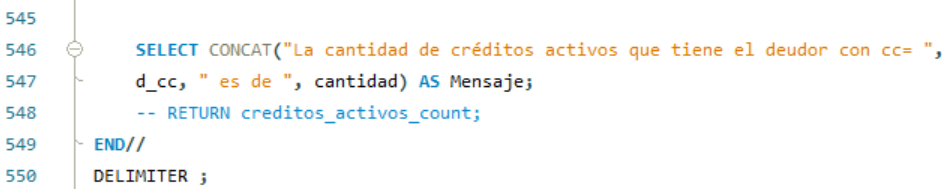 545
546 SELECT CONCAT("La cantidad de créditos activos que tiene el deudor con cc= ",
547 d_cc, " es de ", cantidad) AS Mensaje;
548 -- RETURN creditos_activos_count;
549 END//
550 DELIMITER ;